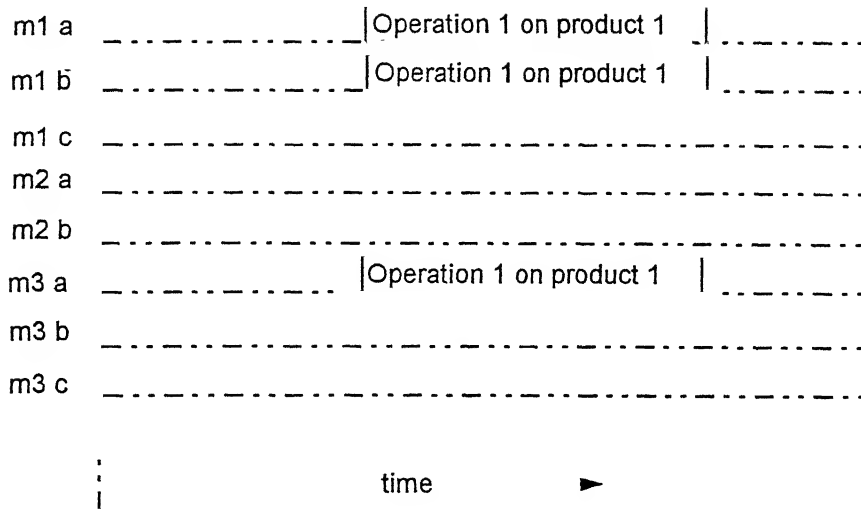 m1 a |Operation 1 on product 1 |
m1 b |Operation 1 on product 1 |
m1 c
m2 a
m2 b
m3 a |Operation 1 on product 1 |
m3 b
m3 c
time